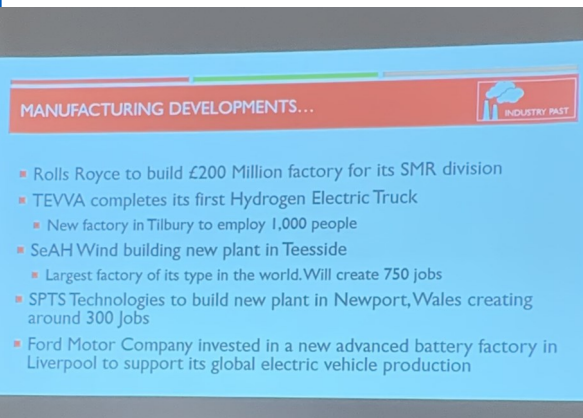 MANUFACTURING DEVELOPMENTS...
INDUSTRY PAST
Rolls Royce to build £200 Million factory for its SMR division
TEVVA completes its first Hydrogen Electric Truck
New factory in Tilbury to employ 1,000 people
SeAH Wind building new plant in Teesside
Largest factory of its type in the world. Will create 750 jobs
SPTS Technologies to build new plant in Newport, Wales creating
around 300 Jobs
Ford Motor Company invested in a new advanced battery factory in
Liverpool to support its global electric vehicle production